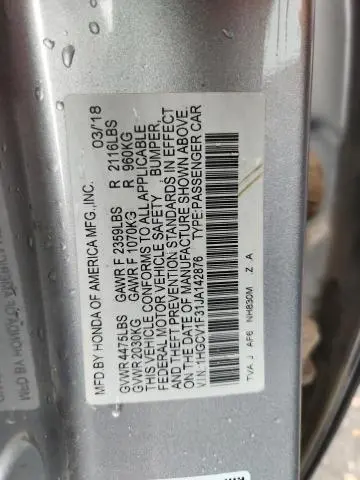 MFD BY HONDA OF AMERICA MFG., INC. 03/'18
GVWR 4475LBS GAWR F 2359LBS R 2116LBS
GVWR 2030KG GAWR F 1070KG R 960KG
THIS VEHICLE CONFORMS TO ALL APPLICABLE
FEDERAL MOTOR VEHICLE SAFETY, BUMPER,
AND THEFT PREVENTION STANDARDS IN EFFECT
ON THE DATE OF MANUFACTURE SHOWN ABOVE.
V.I.N.: 1HGCV1F31JA142876 TYPE:PASSENGER CAR
TVA J AF6 NH830M Z A